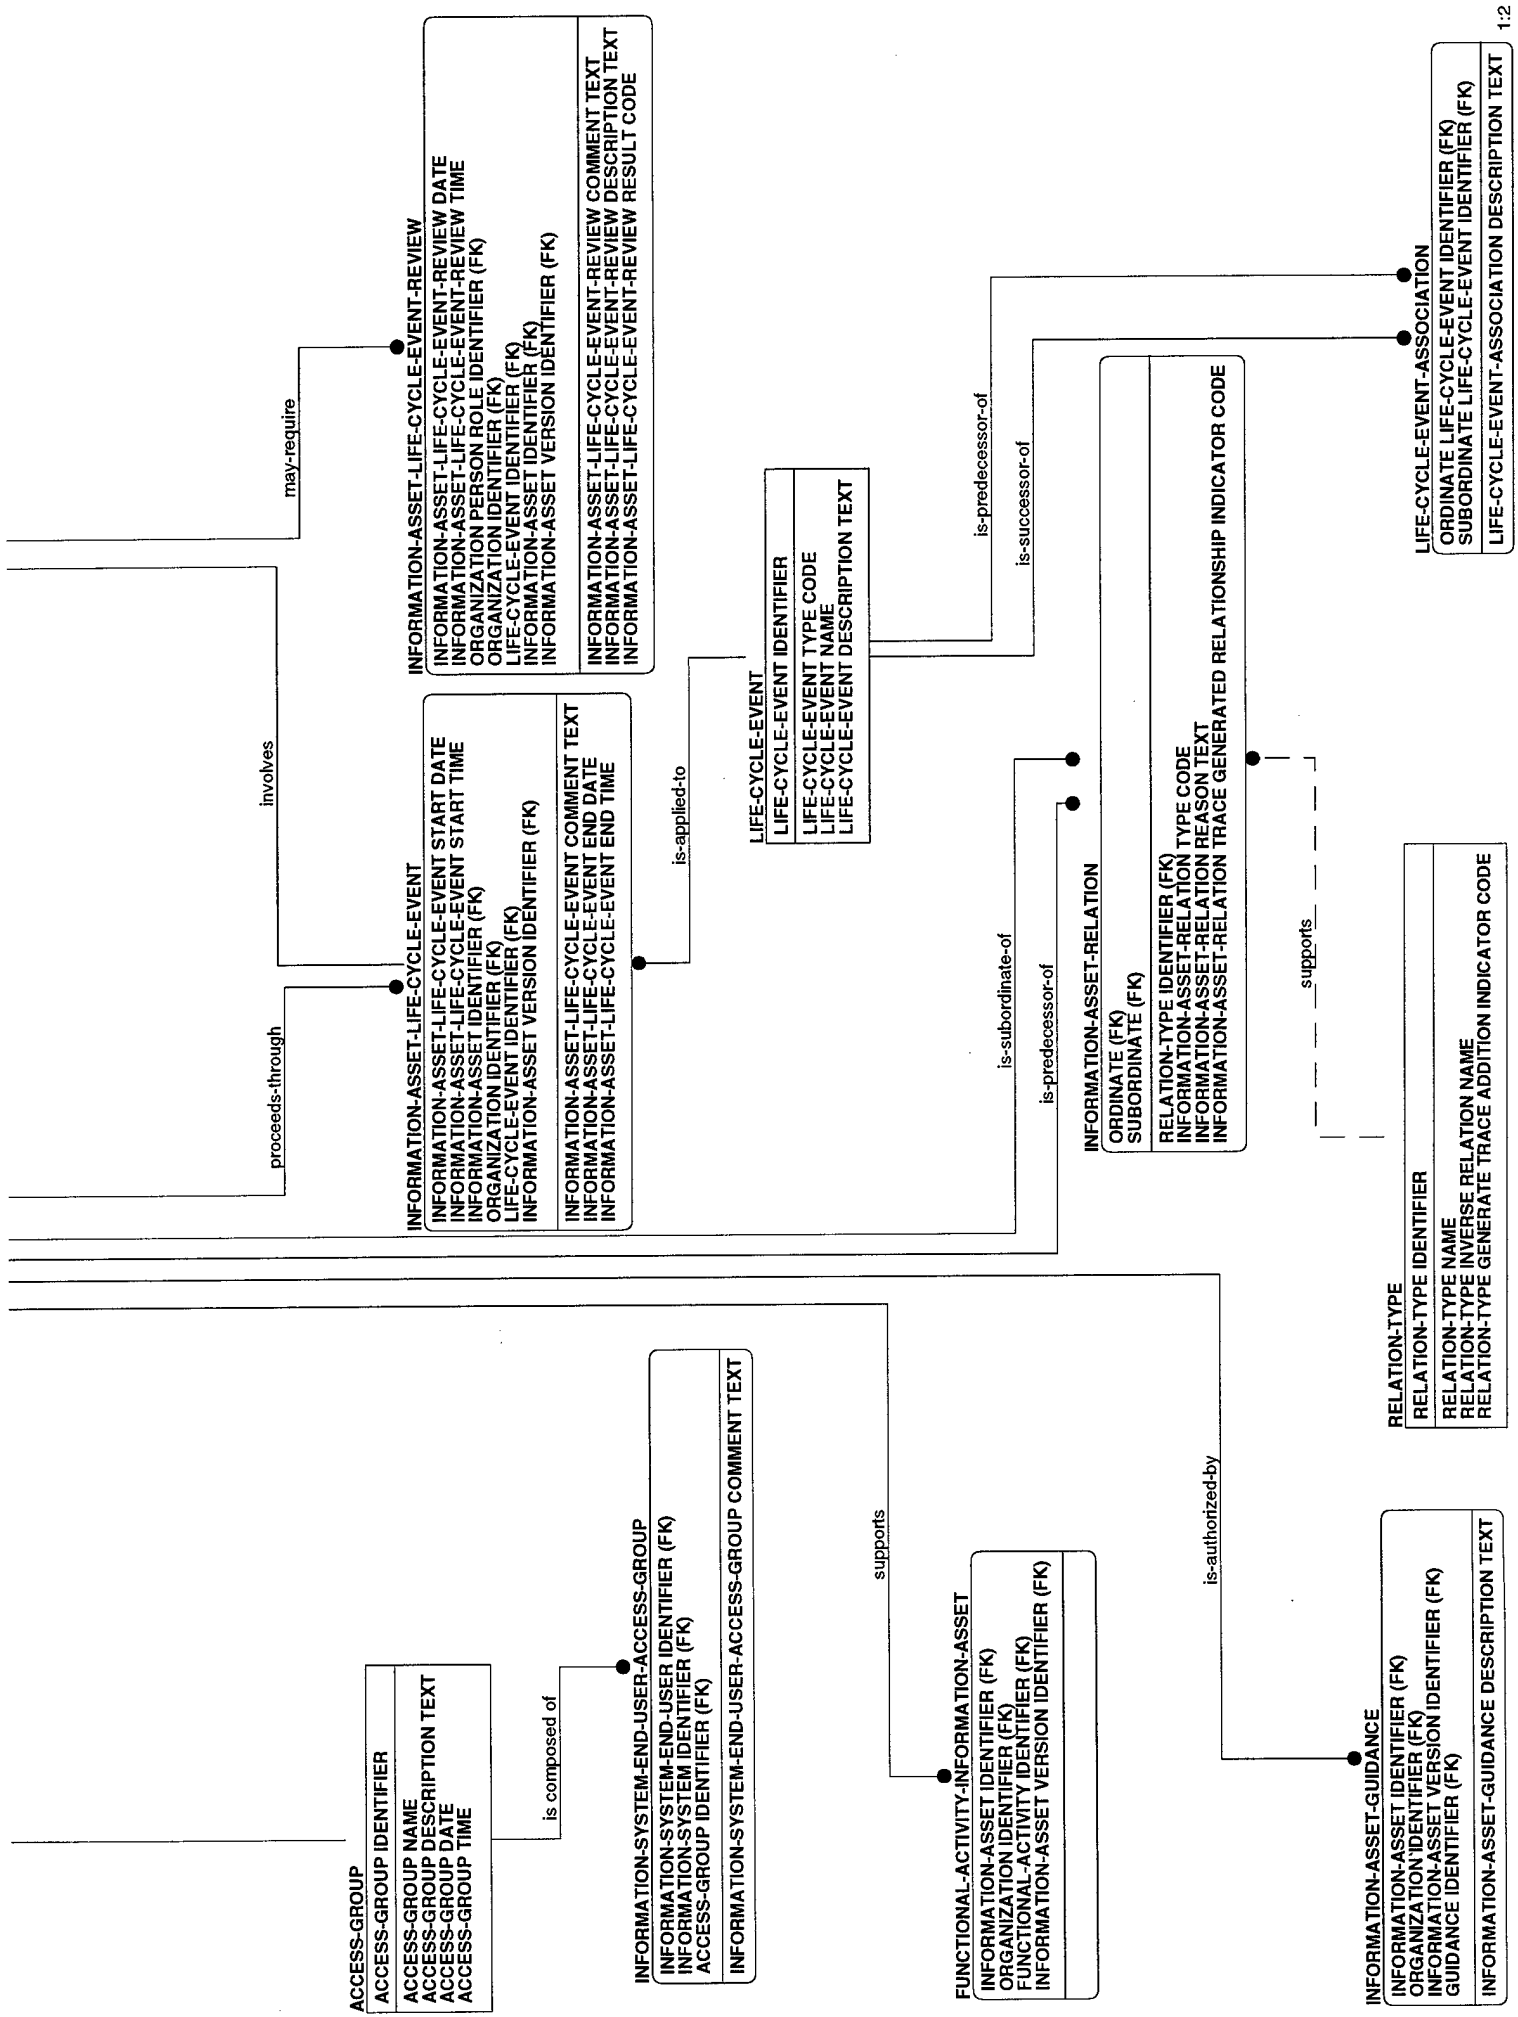 ACCESS-GROUP
ACCESS-GROUP IDENTIFIER
ACCESS-GROUP NAME
ACCESS-GROUP DESCRIPTION TEXT
ACCESS-GROUP DATE
ACCESS-GROUP TIME
is composed of
INFORMATION-SYSTEM-END-USER-ACCESS-GROUP
INFORMATION-SYSTEM-END-USER IDENTIFIER (FK)
INFORMATION-SYSTEM IDENTIFIER (FK)
ACCESS-GROUP IDENTIFIER (FK)
INFORMATION-SYSTEM-END-USER-ACCESS-GROUP COMMENT TEXT
supports
FUNCTIONAL-ACTIVITY-INFORMATION-ASSET
INFORMATION-ASSET IDENTIFIER (FK)
ORGANIZATION IDENTIFIER (FK)
FUNCTIONAL-ACTIVITY IDENTIFIER (FK)
INFORMATION-ASSET VERSION IDENTIFIER (FK)
is-authorized-by
INFORMATION-ASSET-GUIDANCE
INFORMATION-ASSET IDENTIFIER (FK)
ORGANIZATION IDENTIFIER (FK)
INFORMATION-ASSET VERSION IDENTIFIER (FK)
GUIDANCE IDENTIFIER (FK)
INFORMATION-ASSET-GUIDANCE DESCRIPTION TEXT
proceeds-through
involves
may-require
INFORMATION-ASSET-LIFE-CYCLE-EVENT
INFORMATION-ASSET-LIFE-CYCLE-EVENT START DATE
INFORMATION-ASSET-LIFE-CYCLE-EVENT START TIME
INFORMATION-ASSET IDENTIFIER (FK)
ORGANIZATION IDENTIFIER (FK)
LIFE-CYCLE-EVENT IDENTIFIER (FK)
INFORMATION-ASSET VERSION IDENTIFIER (FK)
INFORMATION-ASSET-LIFE-CYCLE-EVENT COMMENT TEXT
INFORMATION-ASSET-LIFE-CYCLE-EVENT END DATE
INFORMATION-ASSET-LIFE-CYCLE-EVENT END TIME
INFORMATION-ASSET-LIFE-CYCLE-EVENT-REVIEW
INFORMATION-ASSET-LIFE-CYCLE-EVENT-REVIEW DATE
INFORMATION-ASSET-LIFE-CYCLE-EVENT-REVIEW TIME
ORGANIZATION PERSON ROLE IDENTIFIER (FK)
ORGANIZATION IDENTIFIER (FK)
LIFE-CYCLE-EVENT IDENTIFIER (FK)
INFORMATION-ASSET IDENTIFIER (FK)
INFORMATION-ASSET VERSION IDENTIFIER (FK)
INFORMATION-ASSET-LIFE-CYCLE-EVENT-REVIEW COMMENT TEXT
INFORMATION-ASSET-LIFE-CYCLE-EVENT-REVIEW DESCRIPTION TEXT
INFORMATION-ASSET-LIFE-CYCLE-EVENT-REVIEW RESULT CODE
is-applied-to
LIFE-CYCLE-EVENT
LIFE-CYCLE-EVENT IDENTIFIER
LIFE-CYCLE-EVENT TYPE CODE
LIFE-CYCLE-EVENT NAME
LIFE-CYCLE-EVENT DESCRIPTION TEXT
is-predecessor-of
is-successor-of
is-subordinate-of
is-predecessor-of
INFORMATION-ASSET-RELATION
ORDINATE (FK)
SUBORDINATE (FK)
RELATION-TYPE IDENTIFIER (FK)
INFORMATION-ASSET-RELATION TYPE CODE
INFORMATION-ASSET-RELATION REASON TEXT
INFORMATION-ASSET-RELATION TRACE GENERATED RELATIONSHIP INDICATOR CODE
supports
RELATION-TYPE
RELATION-TYPE IDENTIFIER
RELATION-TYPE NAME
RELATION-TYPE INVERSE RELATION NAME
RELATION-TYPE GENERATE TRACE ADDITION INDICATOR CODE
LIFE-CYCLE-EVENT-ASSOCIATION
ORDINATE LIFE-CYCLE-EVENT IDENTIFIER (FK)
SUBORDINATE LIFE-CYCLE-EVENT IDENTIFIER (FK)
LIFE-CYCLE-EVENT-ASSOCIATION DESCRIPTION TEXT
1:2